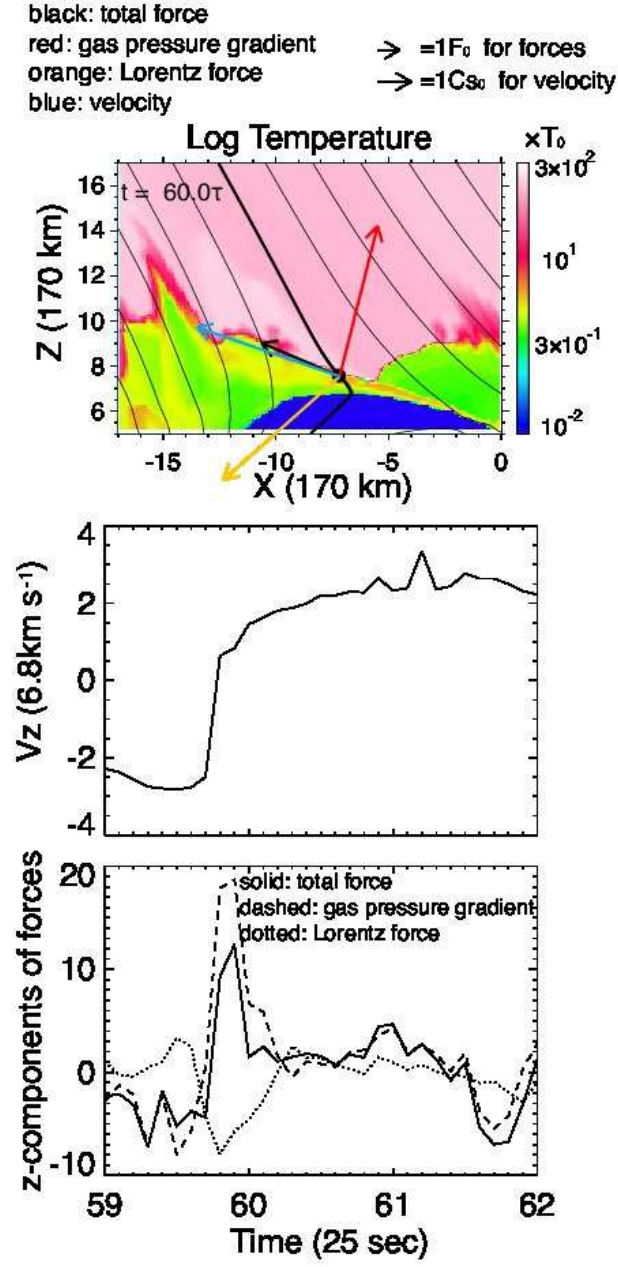 black: total force
red: gas pressure gradient
orange: Lorentz force
blue: velocity
=1F₀ for forces
=1Cs₀ for velocity
Log Temperature
×T₀
t = 60.0τ
Z (170 km)
16
14
12
10
8
6
3×10²
10¹
3×10⁻¹
10⁻²
-15 -10 -5 0
X (170 km)
Vz (6.8km s⁻¹)
4
2
0
-2
-4
z-components of forces
20
10
0
-10
solid: total force
dashed: gas pressure gradient
dotted: Lorentz force
59 60 61 62
Time (25 sec)